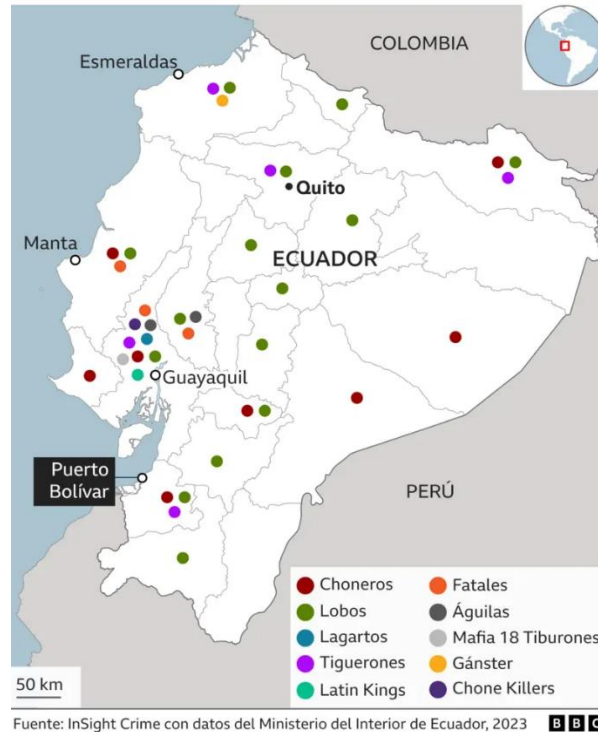 COLOMBIA
Esmeraldas
Quito
Manta
ECUADOR
Guayaquil
Puerto
Bolívar
PERÚ
Choneros
Lobos
Lagartos
Tiguerones
Latin Kings
Fatales
Águilas
Mafia 18 Tiburones
Gánster
Chone Killers
50 km
Fuente: InSight Crime con datos del Ministerio del Interior de Ecuador, 2023
BBC